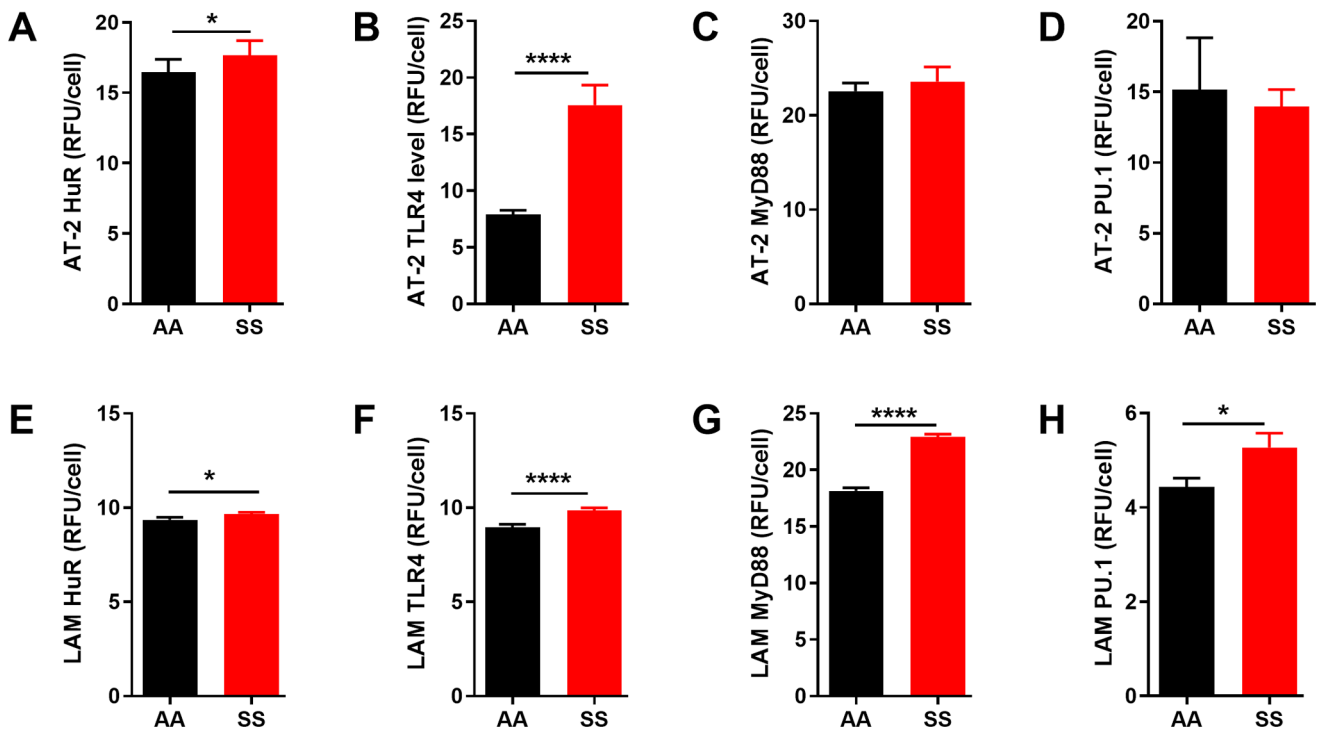 A
AT-2 HuR (RFU/cell)
20
15
10
5
0
*
AA SS
B
AT-2 TLR4 level (RFU/cell)
25
20
15
10
5
0
****
AA SS
C
AT-2 MyD88 (RFU/cell)
30
20
10
0
AA SS
D
AT-2 PU.1 (RFU/cell)
20
15
10
5
0
AA SS
E
LAM HuR (RFU/cell)
15
10
5
0
*
AA SS
F
LAM TLR4 (RFU/cell)
15
10
5
0
****
AA SS
G
LAM MyD88 (RFU/cell)
25
20
15
10
5
0
****
AA SS
H
LAM PU.1 (RFU/cell)
6
4
2
0
*
AA SS